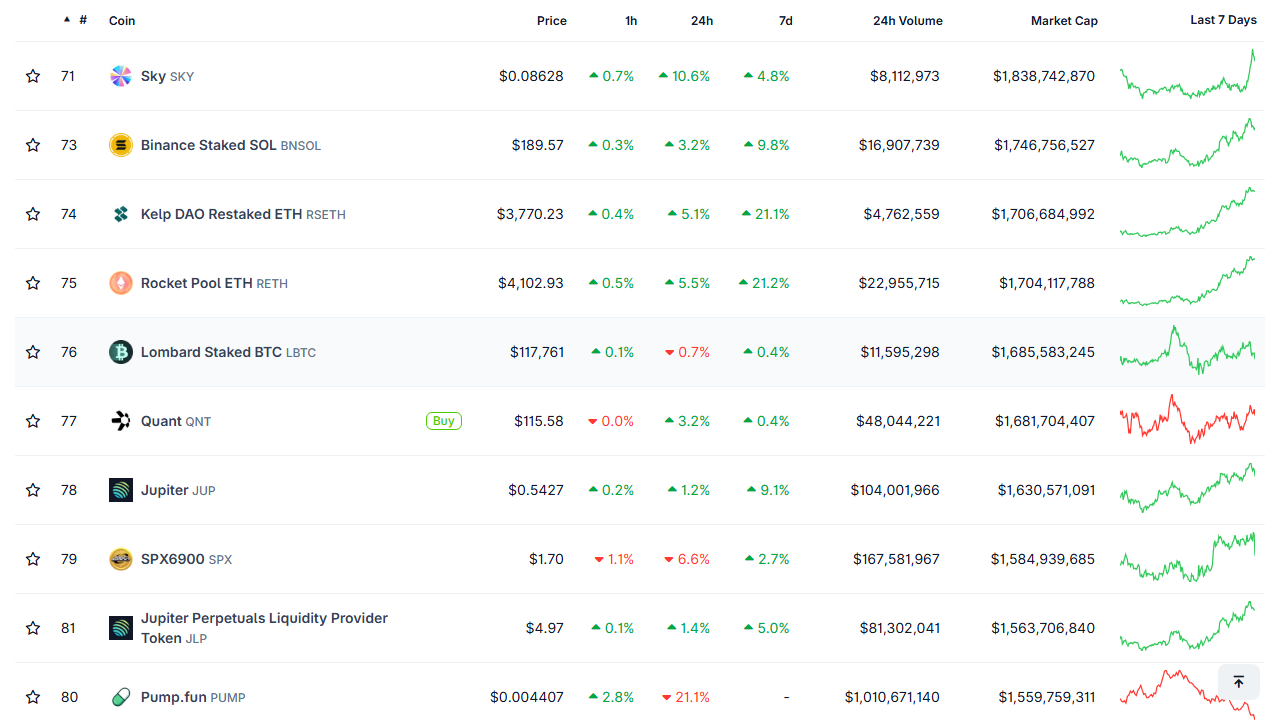 # Coin Price 1h 24h 7d 24h Volume Market Cap Last 7 Days
71 Sky SKY $0.08628 0.7% 10.6% 4.8% $8,112,973 $1,838,742,870
73 Binance Staked SOL BNSOL $189.57 0.3% 3.2% 9.8% $16,907,739 $1,746,756,527
74 Kelp DAO Restaked ETH RSETH $3,770.23 0.4% 5.1% 21.1% $4,762,559 $1,706,684,992
75 Rocket Pool ETH RETH $4,102.93 0.5% 5.5% 21.2% $22,955,715 $1,704,117,788
76 Lombard Staked BTC LBTC $117,761 0.1% 0.7% 0.4% $11,595,298 $1,685,583,245
77 Quant QNT Buy $115.58 0.0% 3.2% 0.4% $48,044,221 $1,681,704,407
78 Jupiter JUP $0.5427 0.2% 1.2% 9.1% $104,001,966 $1,630,571,091
79 SPX6900 SPX $1.70 1.1% 6.6% 2.7% $167,581,967 $1,584,939,685
81 Jupiter Perpetuals Liquidity Provider
Token JLP $4.97 0.1% 1.4% 5.0% $81,302,041 $1,563,706,840
80 Pump.fun PUMP $0.004407 2.8% 21.1% - $1,010,671,140 $1,559,759,311